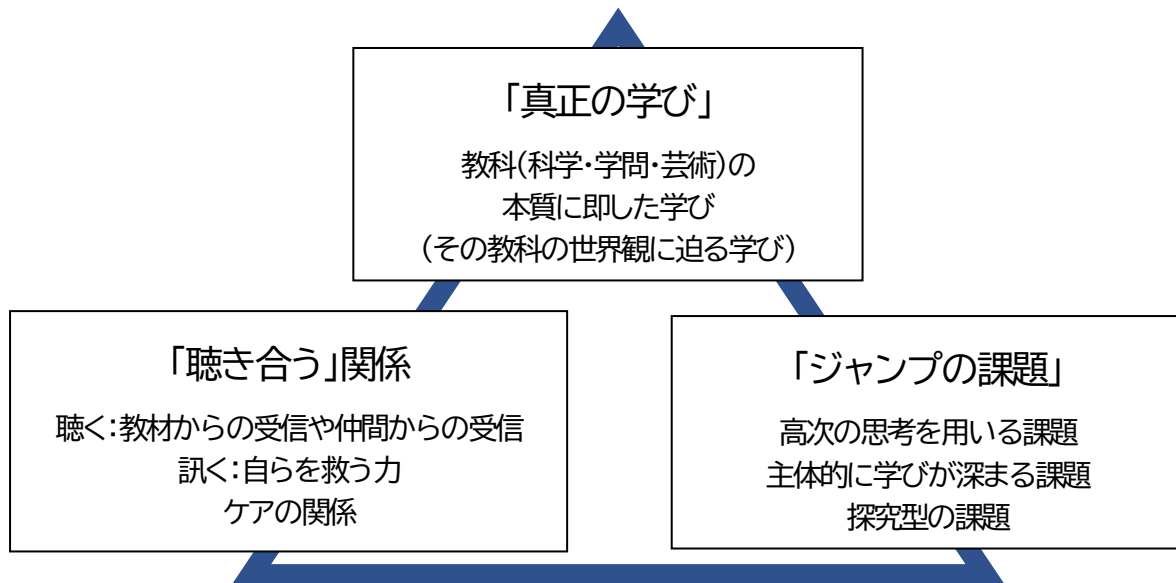 「真正の学び」
教科(科学・学問・芸術)の
本質に即した学び
(その教科の世界観に迫る学び)
「聴き合う」関係
聴く:教材からの受信や仲間からの受信
訊く:自らを救う力
ケアの関係
「ジャンプの課題」
高次の思考を用いる課題
主体的に学びが深まる課題
探究型の課題